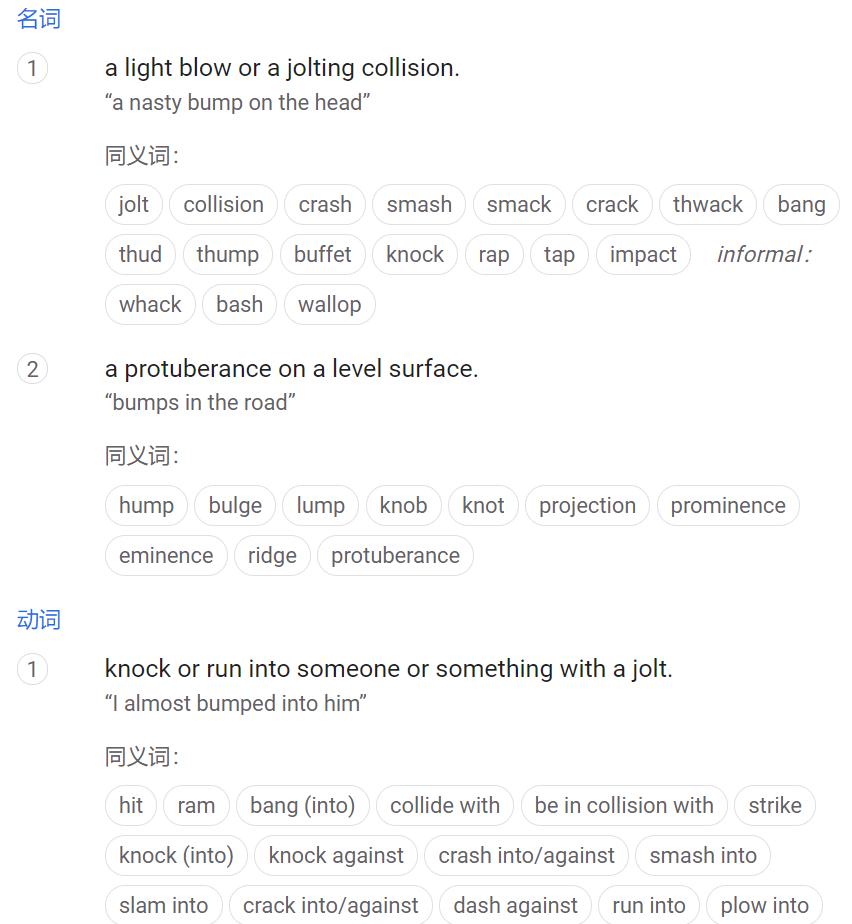 名词
1 a light blow or a jolting collision.
“a nasty bump on the head”
同义词：
jolt collision crash smash smack crack thwack bang
thud thump buffet knock rap tap impact informal：
whack bash wallop
2 a protuberance on a level surface.
“bumps in the road”
同义词：
hump bulge lump knob knot projection prominence
eminence ridge protuberance
动词
1 knock or run into someone or something with a jolt.
“I almost bumped into him”
同义词：
hit ram bang (into) collide with be in collision with strike
knock (into) knock against crash into/against smash into
slam into crack into/against dash against run into plow into